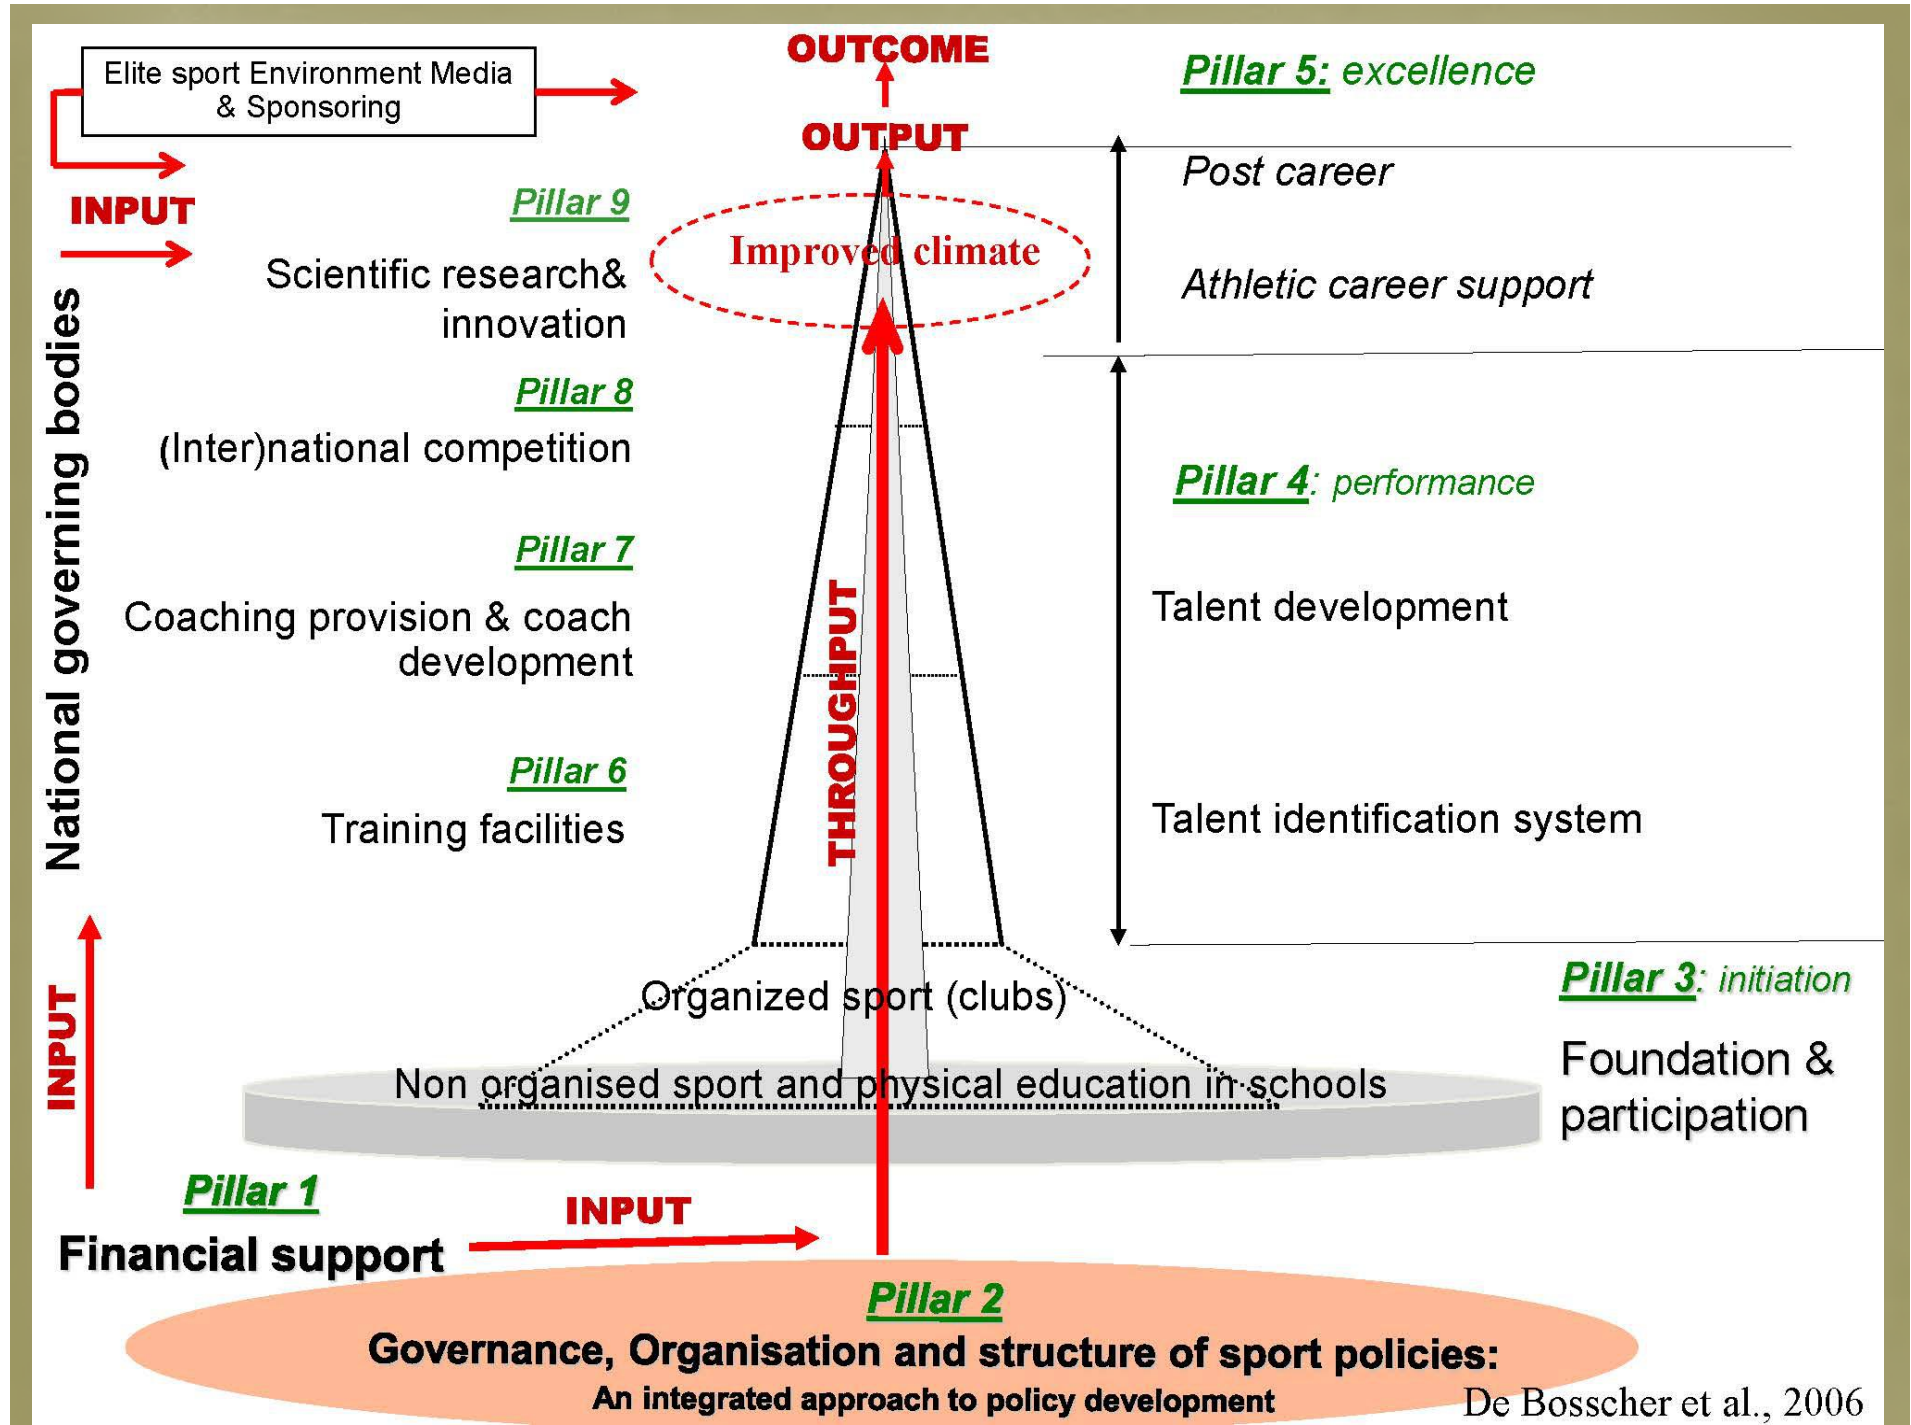 Elite sport Environment Media
& Sponsoring
OUTCOME
OUTPUT
Pillar 5: excellence
Post career
Athletic career support
INPUT
National governing bodies
Pillar 9
Scientific research&
innovation
Improved climate
Pillar 8
(Inter)national competition
Pillar 4: performance
Pillar 7
Coaching provision & coach
development
Talent development
THROUGHPUT
Pillar 6
Training facilities
Talent identification system
Organized sport (clubs)
Pillar 3: initiation
Foundation &
participation
Non organised sport and physical education in schools
INPUT
Pillar 1
Financial support
INPUT
Pillar 2
Governance, Organisation and structure of sport policies:
An integrated approach to policy development
De Bosscher et al., 2006